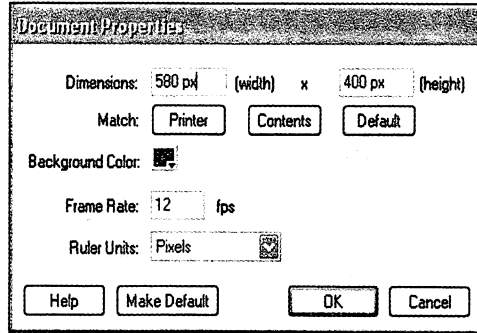 Document Properties
Dimensions: 580 px (width) x 400 px (height)
Match: Printer Contents Default
Background Color:
Frame Rate: 12 fps
Ruler Units: Pixels
Help Make Default OK Cancel